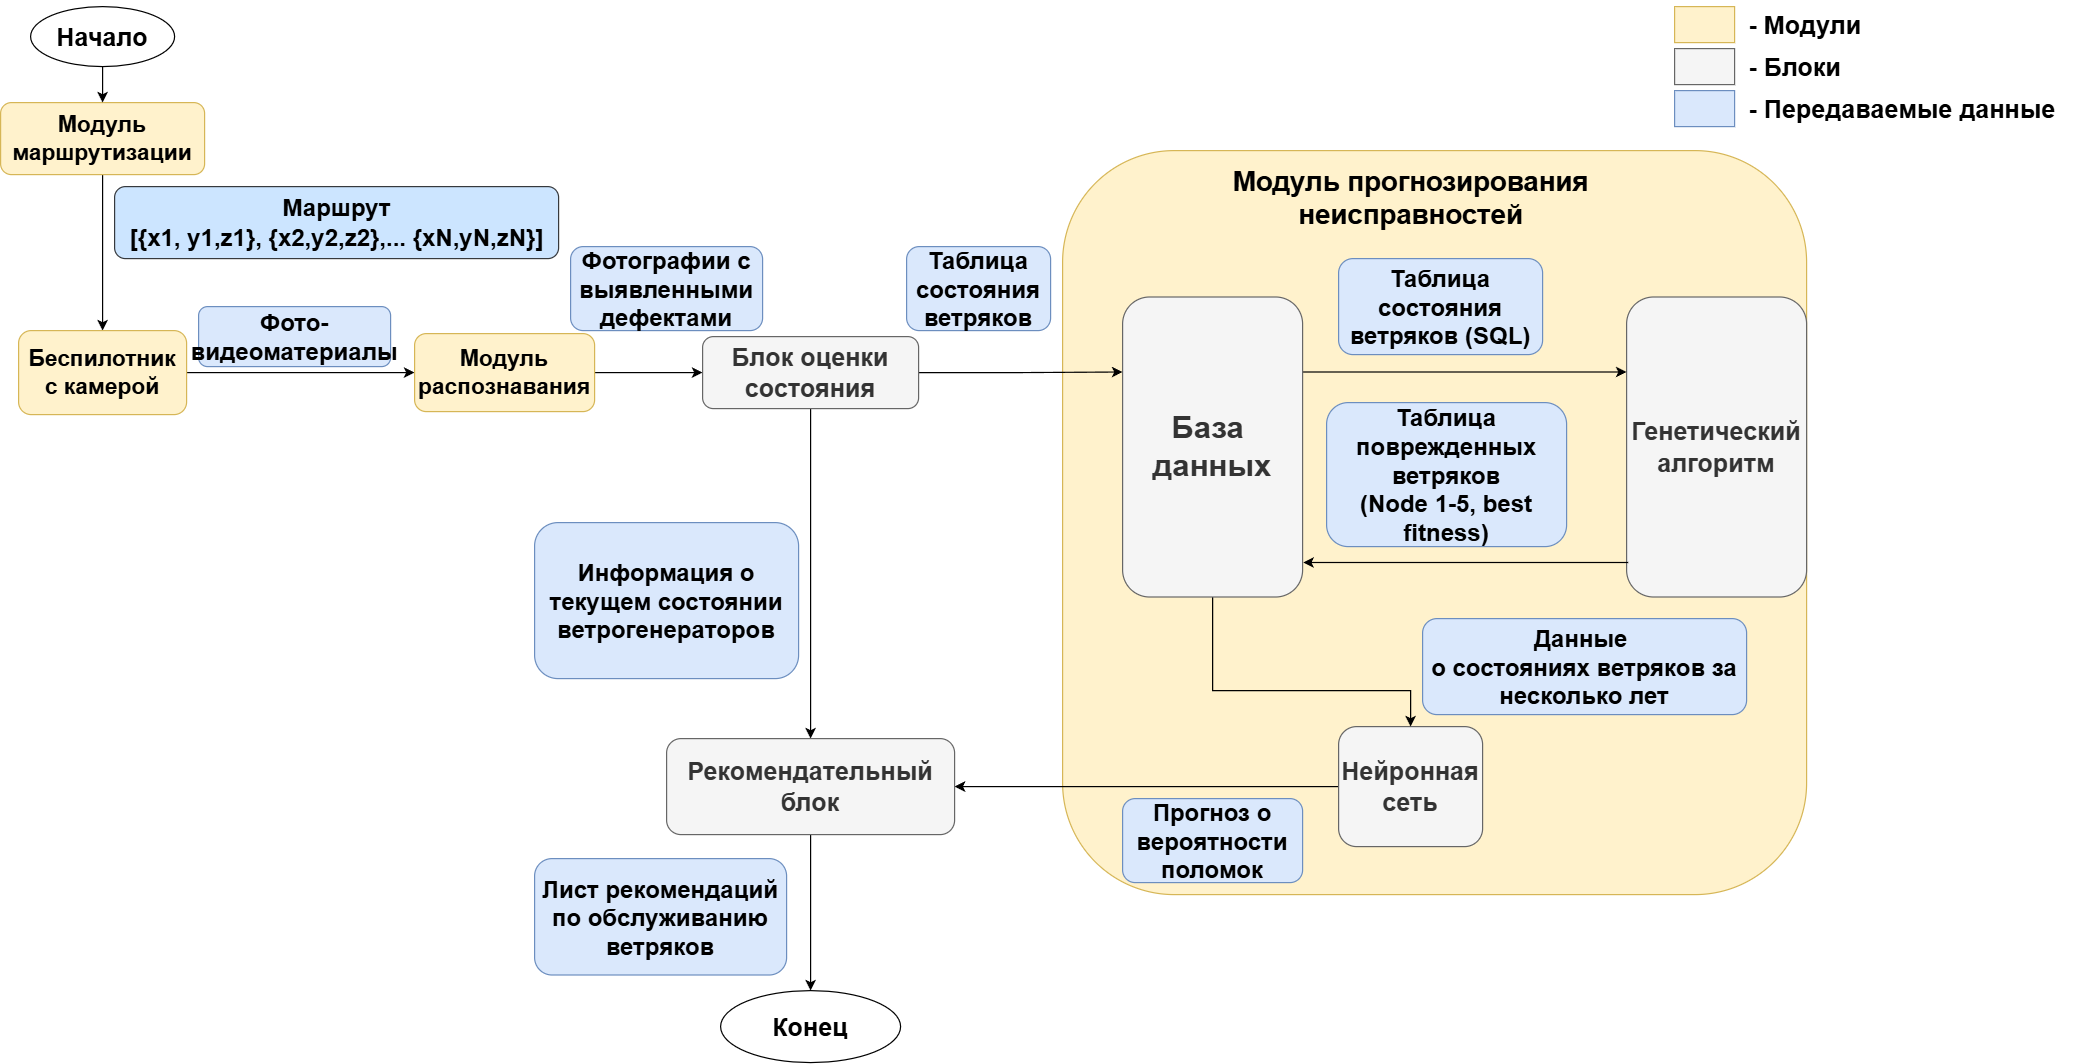 Начало
- Модули
- Блоки
- Передаваемые данные
Модуль
маршрутизации
Маршрут
[{x1, y1,z1}, {x2,y2,z2},... {xN,yN,zN}]
Модуль прогнозирования
неисправностей
Фото-
видеоматериалы
Фотографии с
выявленными
дефектами
Таблица
состояния
ветряков
Таблица
состояния
ветряков (SQL)
Беспилотник
с камерой
Модуль
распознавания
Блок оценки
состояния
База
данных
Таблица
поврежденных
ветряков
(Node 1-5, best
fitness)
Генетический
алгоритм
Информация о
текущем состоянии
ветрогенераторов
Данные
о состояниях ветряков за
несколько лет
Рекомендательный
блок
Нейронная
сеть
Прогноз о
вероятности
поломок
Лист рекомендаций
по обслуживанию
ветряков
Конец